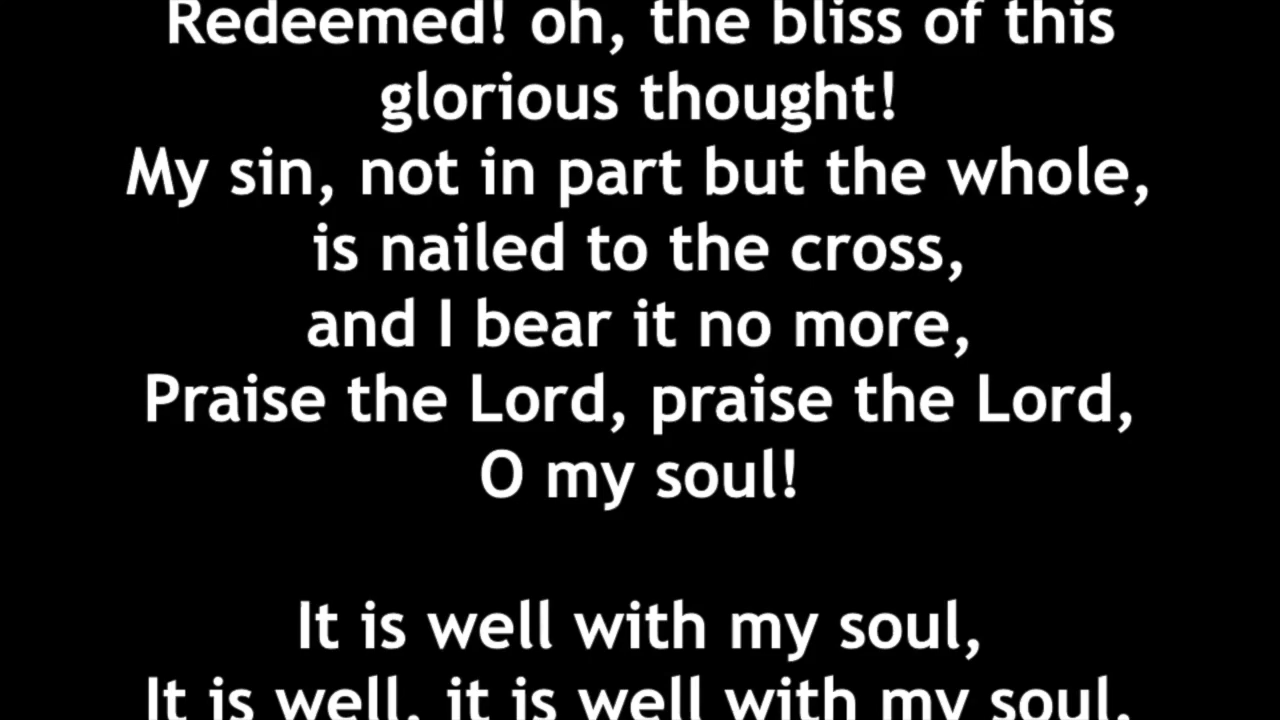 Redeemed! oh, the bliss of this
glorious thought!
My sin, not in part but the whole,
is nailed to the cross,
and I bear it no more,
Praise the Lord, praise the Lord,
O my soul!
It is well with my soul,
It is well, it is well with my soul.